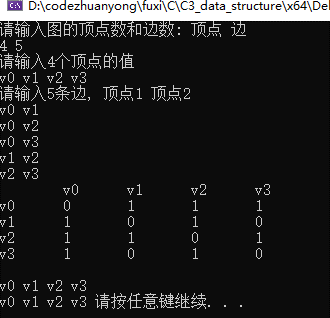 D:\codezhuanyong\fuxi\C\C3_data_structure\x64\Del
请输入图的顶点数和边数: 顶点 边
4 5
请输入4个顶点的值
v0 v1 v2 v3
请输入5条边, 顶点1 顶点2
v0 v1
v0 v2
v0 v3
v1 v2
v2 v3
v0 v1 v2 v3
v0 0 1 1 1
v1 1 0 1 0
v2 1 1 0 1
v3 1 0 1 0
v0 v1 v2 v3
v0 v1 v2 v3 请按任意键继续. . .